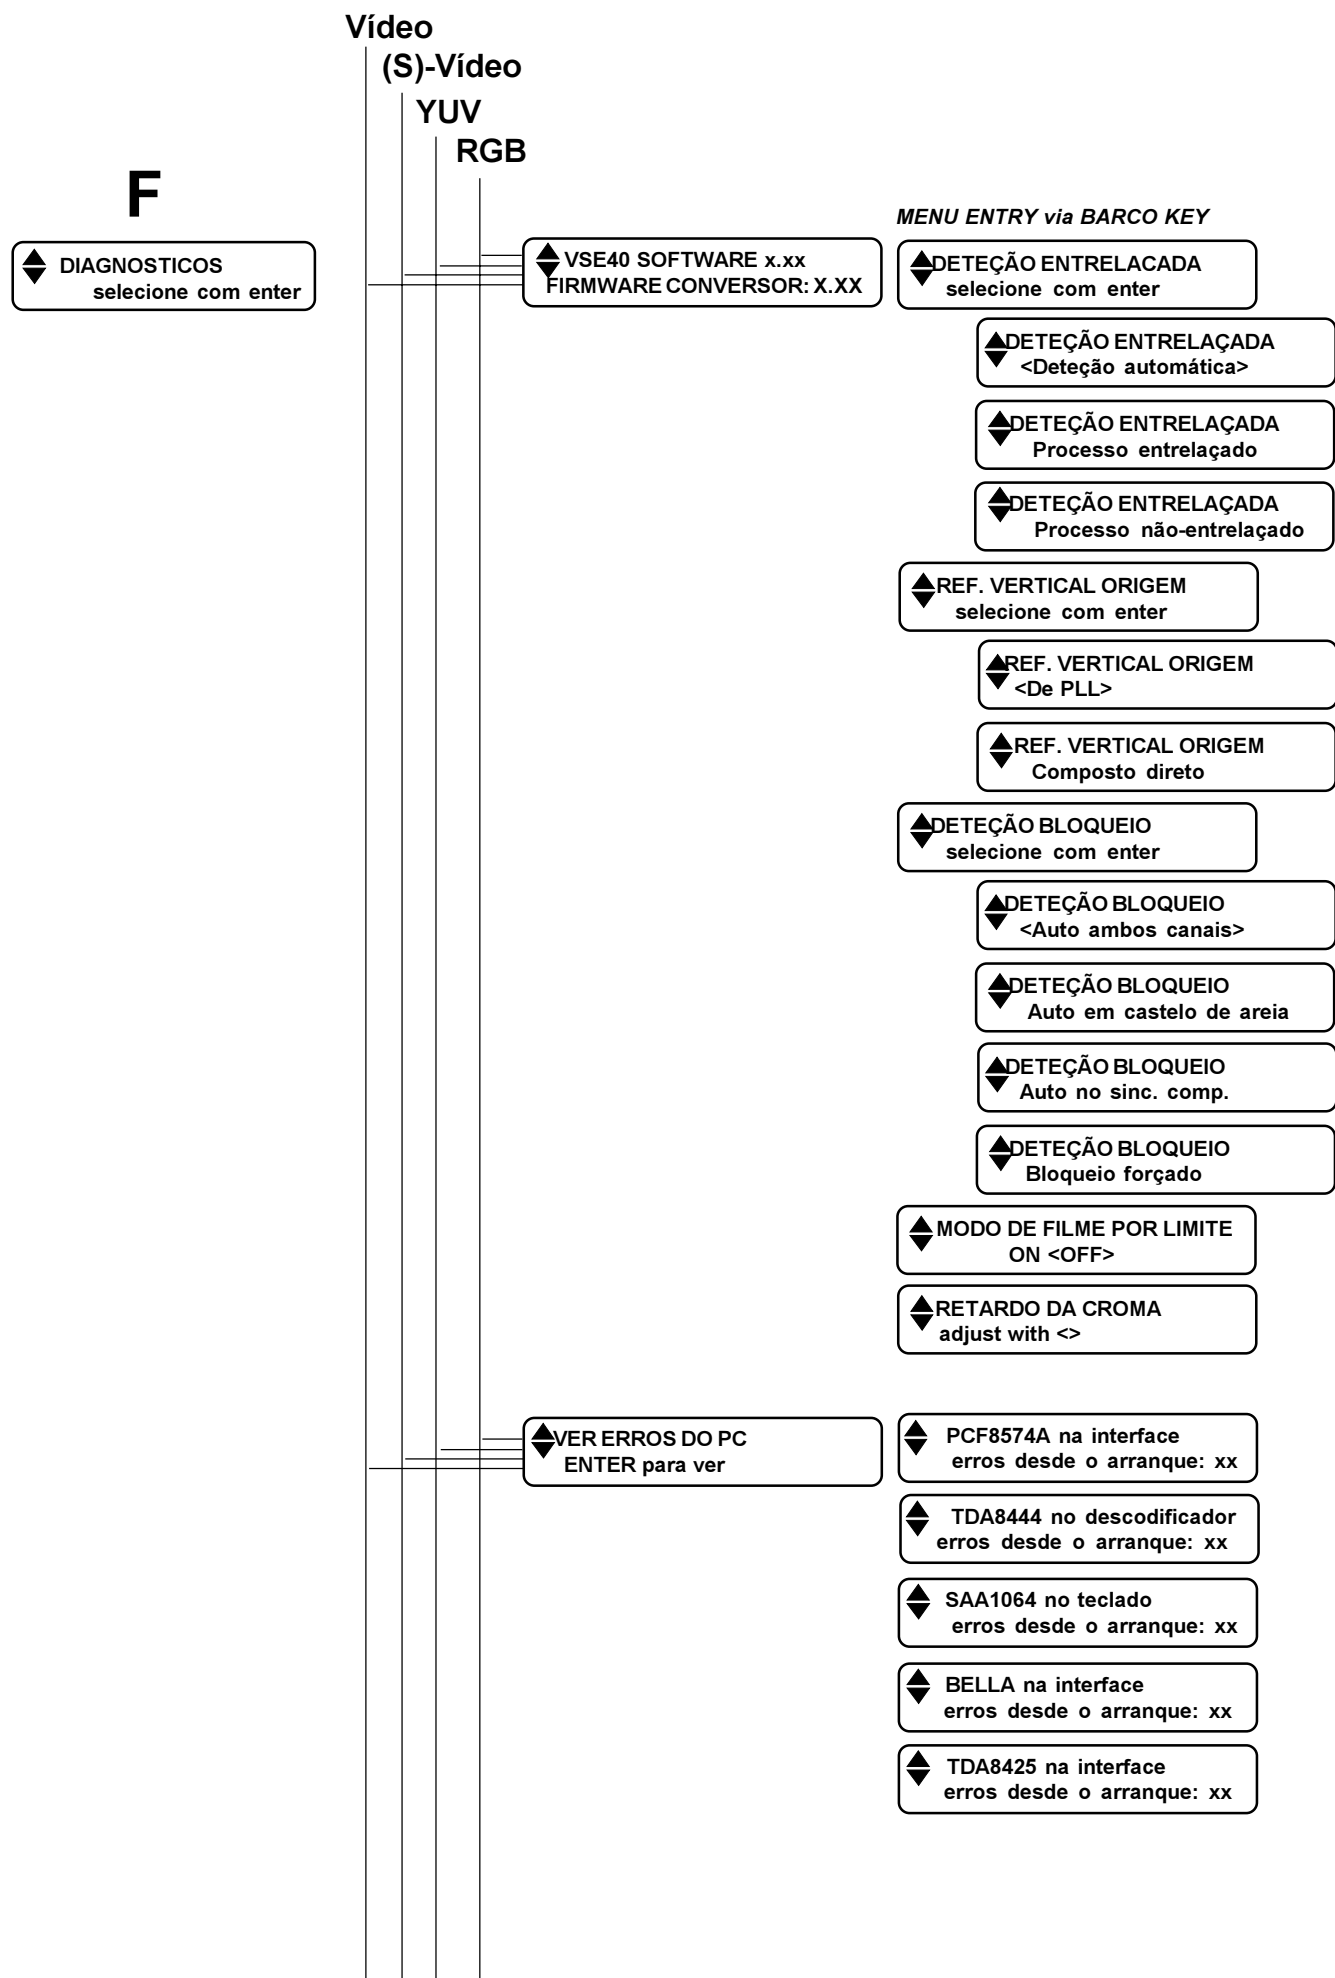 Vídeo
(S)-Vídeo
YUV
RGB
F
DIAGNOSTICOS
selecione com enter
VSE40 SOFTWARE x.xx
FIRMWARE CONVERSOR: X.XX
MENU ENTRY via BARCO KEY
DETEÇÃO ENTRELACADA
selecione com enter
DETEÇÃO ENTRELAÇADA
<Deteção automática>
DETEÇÃO ENTRELAÇADA
Processo entrelaçado
DETEÇÃO ENTRELAÇADA
Processo não-entrelaçado
REF. VERTICAL ORIGEM
selecione com enter
REF. VERTICAL ORIGEM
<De PLL>
REF. VERTICAL ORIGEM
Composto direto
DETEÇÃO BLOQUEIO
selecione com enter
DETEÇÃO BLOQUEIO
<Auto ambos canais>
DETEÇÃO BLOQUEIO
Auto em castelo de areia
DETEÇÃO BLOQUEIO
Auto no sinc. comp.
DETEÇÃO BLOQUEIO
Bloqueio forçado
MODO DE FILME POR LIMITE
ON <OFF>
RETARDO DA CROMA
adjust with <>
VER ERROS DO PC
ENTER para ver
PCF8574A na interface
erros desde o arranque: xx
TDA8444 no descodificador
erros desde o arranque: xx
SAA1064 no teclado
erros desde o arranque: xx
BELLA na interface
erros desde o arranque: xx
TDA8425 na interface
erros desde o arranque: xx